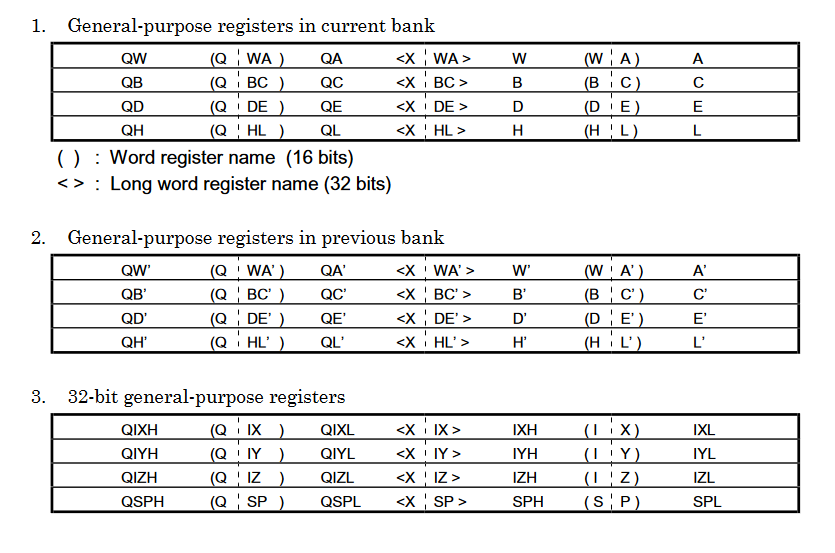 1. General-purpose registers in current bank
QW (Q WA ) QA <X WA > W (W A ) A
QB (Q BC ) QC <X BC > B (B C ) C
QD (Q DE ) QE <X DE > D (D E ) E
QH (Q HL ) QL <X HL > H (H L ) L
( ) : Word register name (16 bits)
< > : Long word register name (32 bits)
2. General-purpose registers in previous bank
QW’ (Q WA’ ) QA’ <X WA’ > W’ (W A’ ) A’
QB’ (Q BC’ ) QC’ <X BC’ > B’ (B C’ ) C’
QD’ (Q DE’ ) QE’ <X DE’ > D’ (D E’ ) E’
QH’ (Q HL’ ) QL’ <X HL’ > H’ (H L’ ) L’
3. 32-bit general-purpose registers
QIXH (Q IX ) QIXL <X IX > IXH ( I X ) IXL
QIYH (Q IY ) QIYL <X IY > IYH ( I Y ) IYL
QIZH (Q IZ ) QIZL <X IZ > IZH ( I Z ) IZL
QSPH (Q SP ) QSPL <X SP > SPH ( S P ) SPL